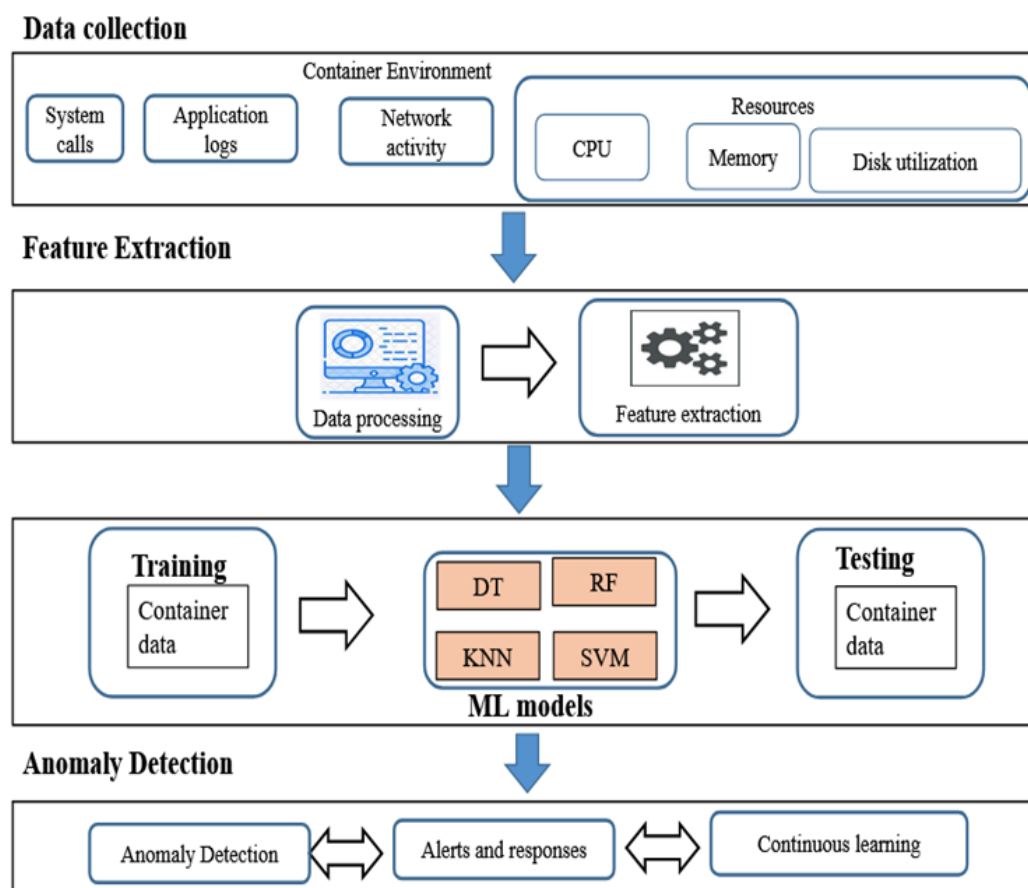 Data collection
Container Environment
System
calls
Application
logs
Network
activity
Resources
CPU
Memory
Disk utilization
Feature Extraction
Data processing
Feature extraction
Training
Container
data
DT
RF
KNN
SVM
ML models
Testing
Container
data
Anomaly Detection
Anomaly Detection
Alerts and responses
Continuous learning